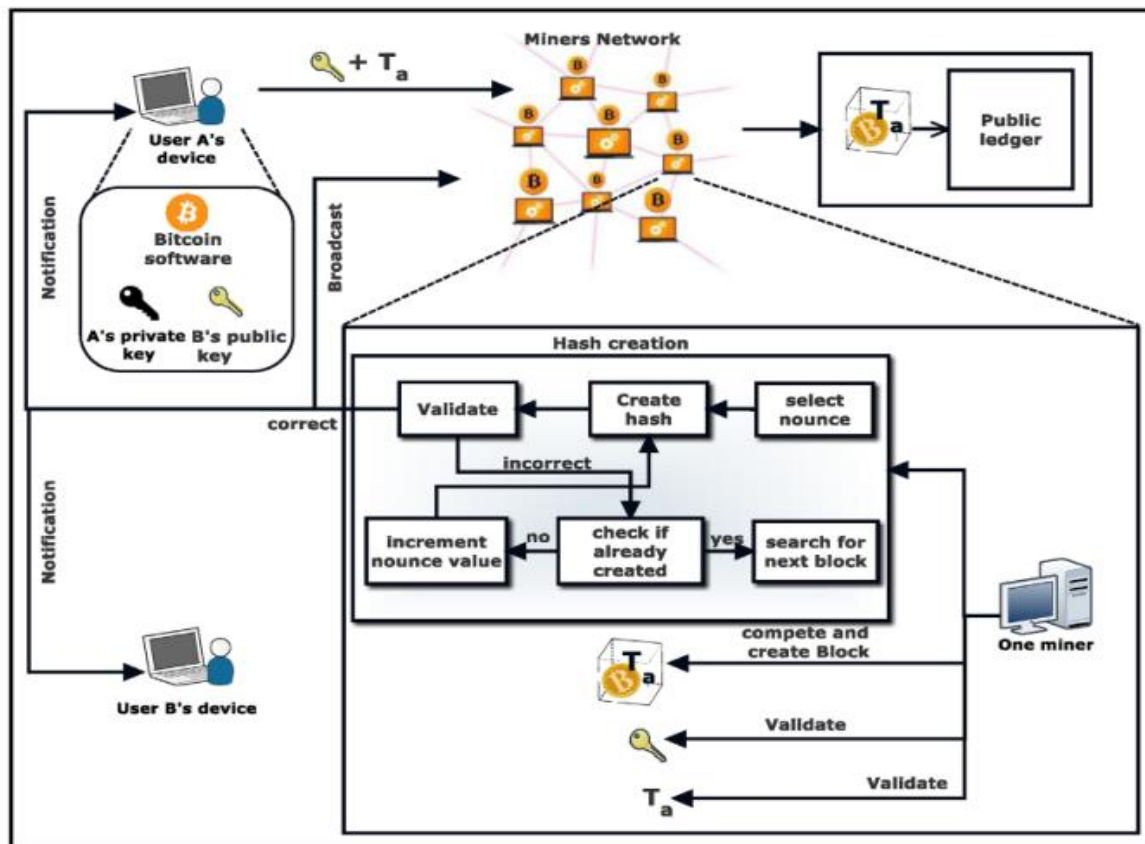 Miners Network
+ Ta
User A's
device
Public
ledger
Ta
Notification
Broadcast
Bitcoin
software
A's private
key
B's public
key
Hash creation
Validate
Create
hash
select
nounce
correct
incorrect
increment
nounce value
no
check if
already
created
yes
search for
next block
Notification
One miner
compete and
create Block
Ta
User B's device
Validate
Validate
Ta